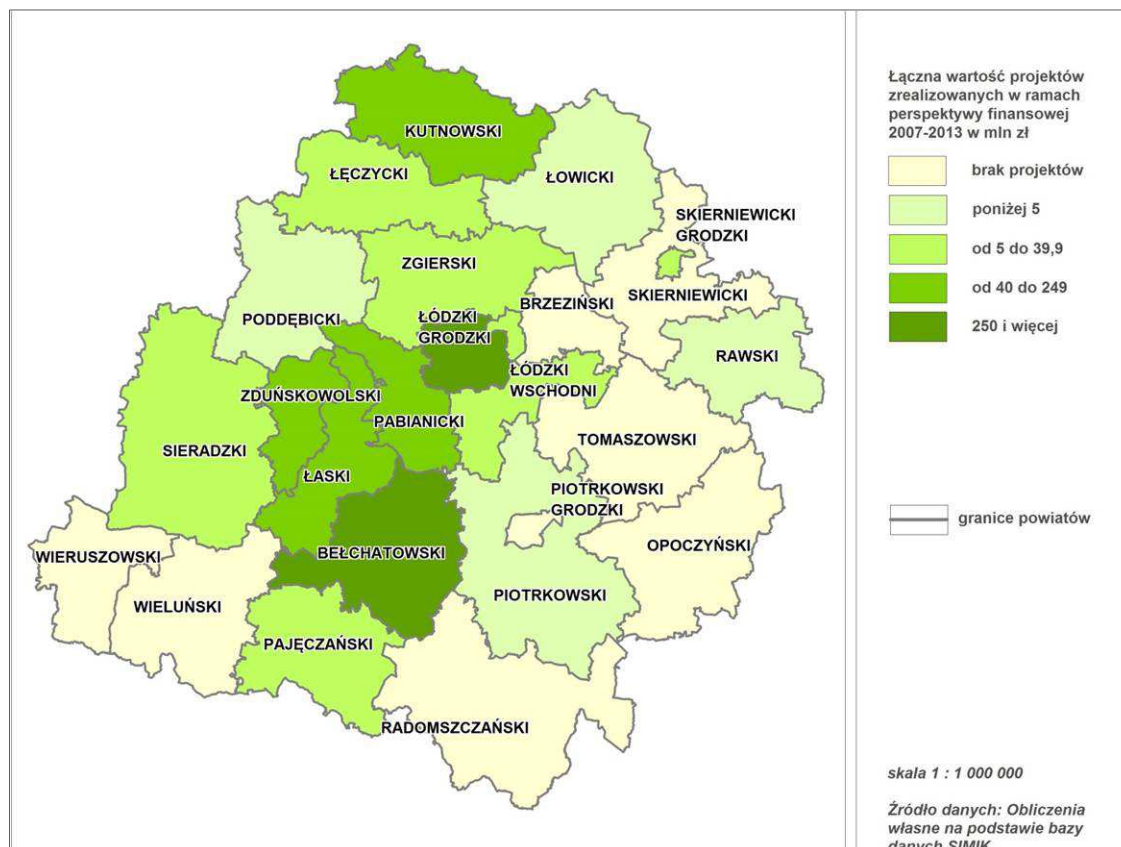 KUTNOWSKI
ŁĘCZYCKI
ŁOWICKI
SKIERNIEWICKI
GRODZKI
ZGIERSKI
SKIERNIEWICKI
BRZEZIŃSKI
PODDĘBICKI
ŁÓDZKI
GRODZKI
RAWSKI
ŁÓDZKI
WSCHODNI
ZDUŃSKOWOLSKI
PABIANICKI
TOMASZOWSKI
SIERADZKI
ŁASKI
PIOTRKOWSKI
GRODZKI
OPOCZYŃSKI
WIERUSZOWSKI
BEŁCHATOWSKI
WIELUŃSKI
PIOTRKOWSKI
PAJĘCZAŃSKI
RADOMSZCZAŃSKI
Łączna wartość projektów
zrealizowanych w ramach
perspektywy finansowej
2007-2013 w mln zł
brak projektów
poniżej 5
od 5 do 39,9
od 40 do 249
250 i więcej
granice powiatów
skala 1 : 1 000 000
Źródło danych: Obliczenia
własne na podstawie bazy
danych SIMIK